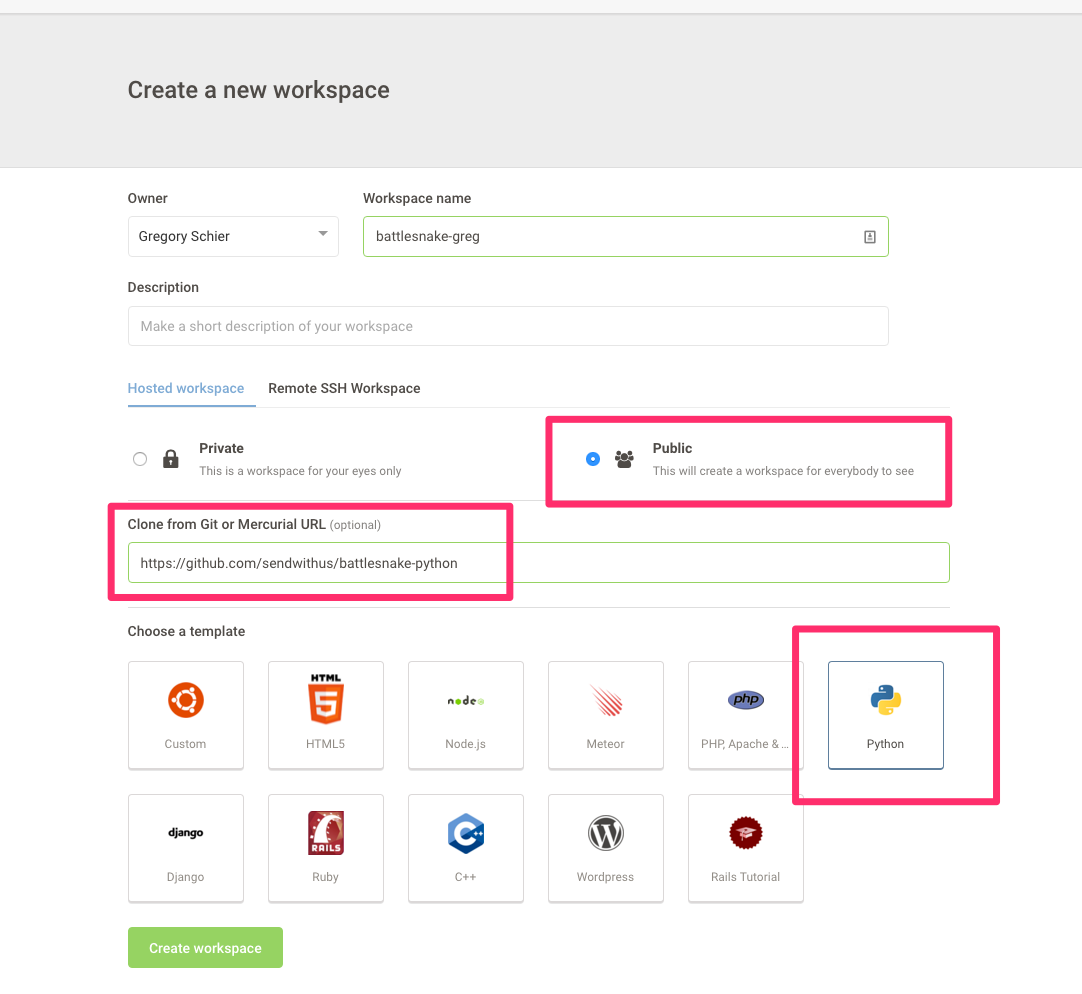 Create a new workspace
Owner
Workspace name
Gregory Schier
battlesnake-greg
Description
Make a short description of your workspace
Hosted workspace
Remote SSH Workspace
Private
This is a workspace for your eyes only
Public
This will create a workspace for everybody to see
Clone from Git or Mercurial URL (optional)
https://github.com/sendwithus/battlesnake-python
Choose a template
Custom
HTML
5
HTML5
node
Node.js
Meteor
php
PHP, Apache & ...
Python
django
Django
RAILS
Ruby
C++
C++
Wordpress
Rails Tutorial
Create workspace